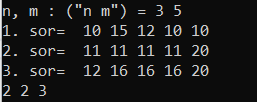 n, m : ("n m") = 3 5
1. sor=  10 15 12 10 10
2. sor=  11 11 11 11 20
3. sor=  12 16 16 16 20
2 2 3